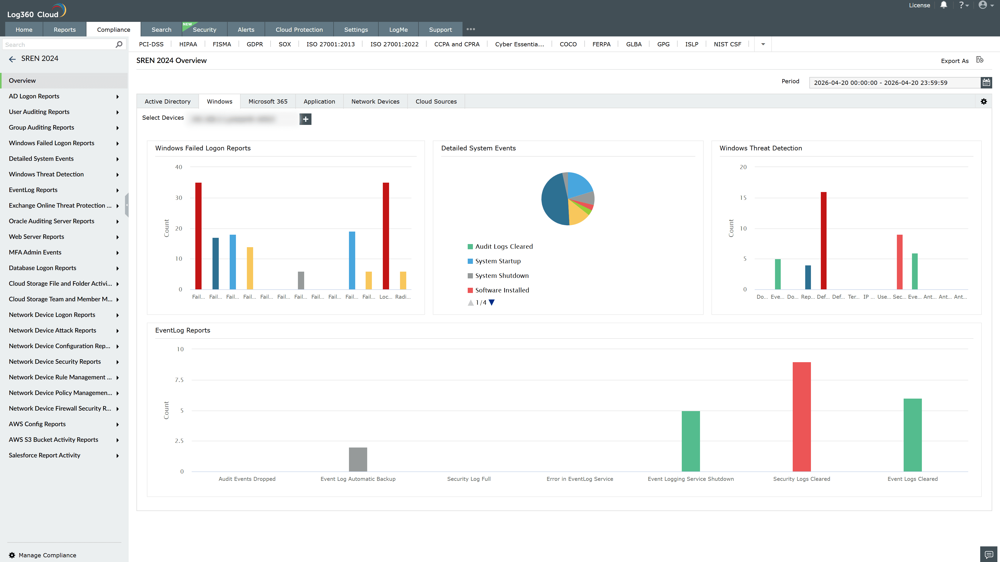 License
?
Log360 Cloud
Home
Reports
Compliance
Search
NEW
Security
Alerts
Cloud Protection
Settings
LogMe
Support
Search
PCI-DSS
HIPAA
FISMA
GDPR
SOX
ISO 27001:2013
ISO 27001:2022
CCPA and CPRA
Cyber Essentia...
COCO
FERPA
GLBA
GPG
ISLP
NIST CSF
SREN 2024
Overview
AD Logon Reports
User Auditing Reports
Group Auditing Reports
Windows Failed Logon Reports
Detailed System Events
Windows Threat Detection
EventLog Reports
Exchange Online Threat Protection ...
Oracle Auditing Server Reports
Web Server Reports
MFA Admin Events
Database Logon Reports
Cloud Storage File and Folder Activi...
Cloud Storage Team and Member M...
Network Device Logon Reports
Network Device Attack Reports
Network Device Configuration Rep...
Network Device Security Reports
Network Device Rule Management ...
Network Device Policy Managemen...
Network Device Firewall Security R...
AWS Config Reports
AWS S3 Bucket Activity Reports
Salesforce Report Activity
Manage Compliance
SREN 2024 Overview
Export As
Period
2026-04-20 00:00:00 - 2026-04-20 23:59:59
Active Directory
Windows
Microsoft 365
Application
Network Devices
Cloud Sources
Select Devices
Windows Failed Logon Reports
40
30
20
10
0
Count
Fail... Fail... Fail... Fail... Fail... Fail... Fail... Fail... Fail... Fail... Fail... Loc... Radi...
Detailed System Events
Audit Logs Cleared
System Startup
System Shutdown
Software Installed
1/4
Windows Threat Detection
20
15
10
5
0
Count
Do... Eve... Do... Rep... Def... Def... Ter... IP ... Use... Sec... Eve... Ant... Ant... Ant...
EventLog Reports
10
7.5
5
2.5
0
Count
Audit Events Dropped
Event Log Automatic Backup
Security Log Full
Error in EventLog Service
Event Logging Service Shutdown
Security Logs Cleared
Event Logs Cleared